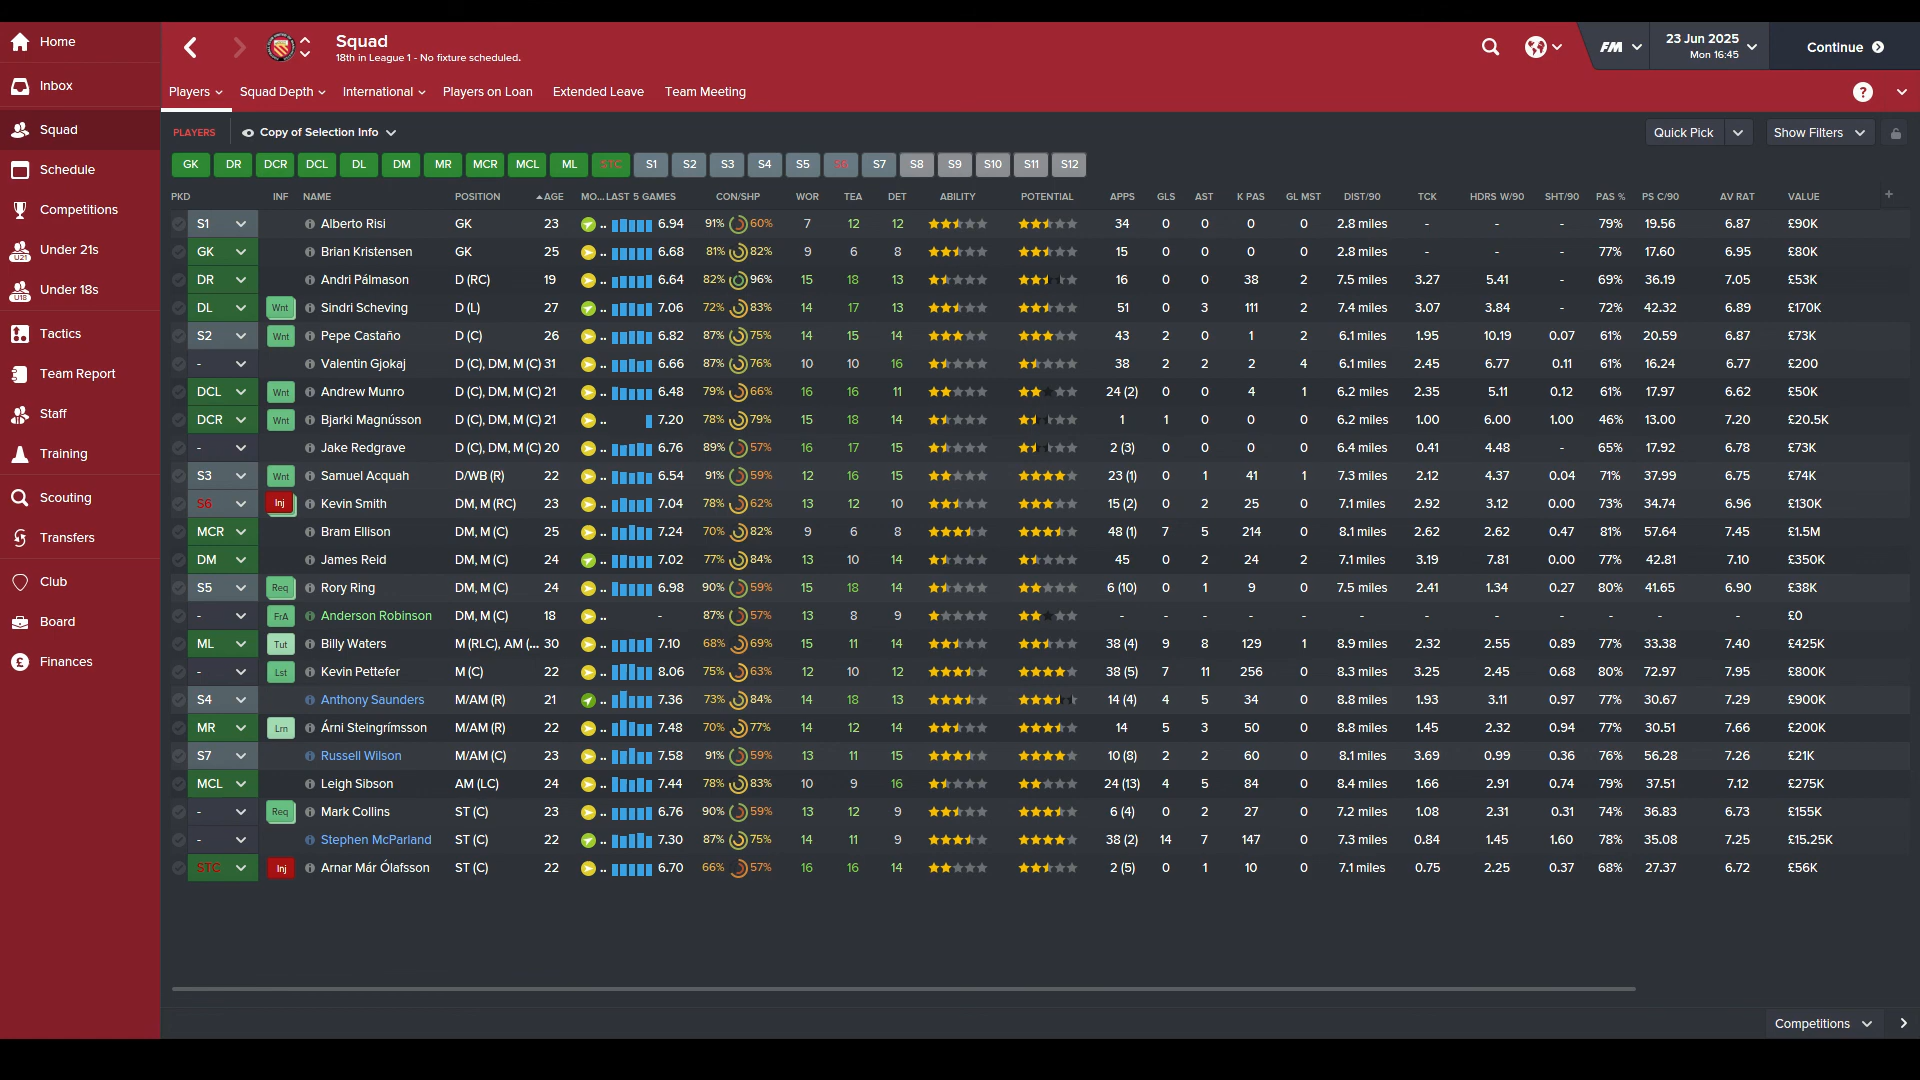 Home
Inbox
Squad
Schedule
Competitions
U21
Under 21s
U18
Under 18s
Tactics
Team Report
Staff
Training
Scouting
Transfers
Club
Board
£
Finances
Squad
18th in League 1 - No fixture scheduled.
FM
23 Jun 2025
Mon 16:45
Continue
Players Squad Depth International Players on Loan Extended Leave Team Meeting
?
PLAYERS Copy of Selection Info Quick Pick Show Filters
GK DR DCR DCL DL DM MR MCR MCL ML STC S1 S2 S3 S4 S5 S6 S7 S8 S9 S10 S11 S12
PKD INF NAME POSITION AGE MO... LAST 5 GAMES CON/SHP WOR TEA DET ABILITY POTENTIAL APPS GLS AST K PAS GL MST DIST/90 TCK HDRS W/90 SHT/90 PAS % PS C/90 AV RAT VALUE +
S1 Alberto Risi GK 23 .. 6.94 91% 60% 7 12 12 34 0 0 0 0 2.8 miles - - - 79% 19.56 6.87 £90K
GK Brian Kristensen GK 25 .. 6.68 81% 82% 9 6 8 15 0 0 0 0 2.8 miles - - - 77% 17.60 6.95 £80K
DR Andri Pálmason D (RC) 19 .. 6.64 82% 96% 15 18 13 16 0 0 38 2 7.5 miles 3.27 5.41 - 69% 36.19 7.05 £53K
DL Wnt Sindri Scheving D (L) 27 .. 7.06 72% 83% 14 17 13 51 0 3 111 2 7.4 miles 3.07 3.84 - 72% 42.32 6.89 £170K
S2 Wnt Pepe Castaño D (C) 26 .. 6.82 87% 75% 14 15 14 43 2 0 1 2 6.1 miles 1.95 10.19 0.07 61% 20.59 6.87 £73K
- Valentin Gjokaj D (C), DM, M (C) 31 .. 6.66 87% 76% 10 10 16 38 2 2 2 4 6.1 miles 2.45 6.77 0.11 61% 16.24 6.77 £200
DCL Wnt Andrew Munro D (C), DM, M (C) 21 .. 6.48 79% 66% 16 16 11 24 (2) 0 0 4 1 6.2 miles 2.35 5.11 0.12 61% 17.97 6.62 £50K
DCR Wnt Bjarki Magnússon D (C), DM, M (C) 21 .. 7.20 78% 79% 15 18 14 1 1 0 0 0 6.2 miles 1.00 6.00 1.00 46% 13.00 7.20 £20.5K
- Jake Redgrave D (C), DM, M (C) 20 .. 6.76 89% 57% 16 17 15 2 (3) 0 0 0 0 6.4 miles 0.41 4.48 - 65% 17.92 6.78 £73K
S3 Wnt Samuel Acquah D/WB (R) 22 .. 6.54 91% 59% 12 16 15 23 (1) 0 1 41 1 7.3 miles 2.12 4.37 0.04 71% 37.99 6.75 £74K
S6 Inj Kevin Smith DM, M (RC) 23 .. 7.04 78% 62% 13 12 10 15 (2) 0 2 25 0 7.1 miles 2.92 3.12 0.00 73% 34.74 6.96 £130K
MCR Bram Ellison DM, M (C) 25 .. 7.24 70% 82% 9 6 8 48 (1) 7 5 214 0 8.1 miles 2.62 2.62 0.47 81% 57.64 7.45 £1.5M
DM James Reid DM, M (C) 24 .. 7.02 77% 84% 13 10 14 45 0 2 24 2 7.1 miles 3.19 7.81 0.00 77% 42.81 7.10 £350K
S5 Req Rory Ring DM, M (C) 24 .. 6.98 90% 59% 15 18 14 6 (10) 0 1 9 0 7.5 miles 2.41 1.34 0.27 80% 41.65 6.90 £38K
- FrA Anderson Robinson DM, M (C) 18 .. - 87% 57% 13 8 9 - - - - - - - - - - - - £0
ML Tut Billy Waters M (RLC), AM (... 30 .. 7.10 68% 69% 15 11 14 38 (4) 9 8 129 1 8.9 miles 2.32 2.55 0.89 77% 33.38 7.40 £425K
- Lst Kevin Pettefer M (C) 22 .. 8.06 75% 63% 12 10 12 38 (5) 7 11 256 0 8.3 miles 3.25 2.45 0.68 80% 72.97 7.95 £800K
S4 Anthony Saunders M/AM (R) 21 .. 7.36 73% 84% 14 18 13 14 (4) 4 5 34 0 8.8 miles 1.93 3.11 0.97 77% 30.67 7.29 £900K
MR Lrn Árni Steingrímsson M/AM (R) 22 .. 7.48 70% 77% 14 12 14 14 5 3 50 0 8.8 miles 1.45 2.32 0.94 77% 30.51 7.66 £200K
S7 Russell Wilson M/AM (C) 23 .. 7.58 91% 59% 13 11 15 10 (8) 2 2 60 0 8.1 miles 3.69 0.99 0.36 76% 56.28 7.26 £21K
MCL Leigh Sibson AM (LC) 24 .. 7.44 78% 83% 10 9 16 24 (13) 4 5 84 0 8.4 miles 1.66 2.91 0.74 79% 37.51 7.12 £275K
- Req Mark Collins ST (C) 23 .. 6.76 90% 59% 13 12 9 6 (4) 0 2 27 0 7.2 miles 1.08 2.31 0.31 74% 36.83 6.73 £155K
- Stephen McParland ST (C) 22 .. 7.30 87% 75% 14 11 9 38 (2) 14 7 147 0 7.3 miles 0.84 1.45 1.60 78% 35.08 7.25 £15.25K
STC Inj Arnar Már Ólafsson ST (C) 22 .. 6.70 66% 57% 16 16 14 2 (5) 0 1 10 0 7.1 miles 0.75 2.25 0.37 68% 27.37 6.72 £56K
Competitions